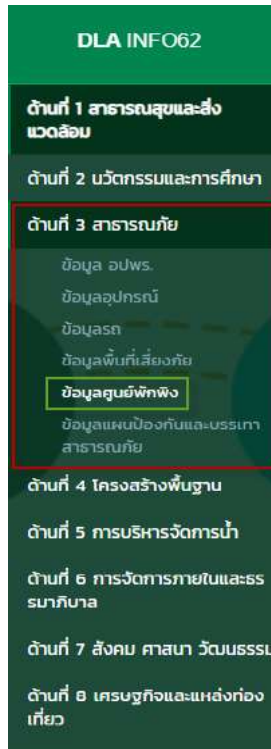 DLA INFO62
ด้านที่ 1 สาธารณสุขและสิ่ง
แวดล้อม
ด้านที่ 2 นวัตกรรมและการศึกษา
ด้านที่ 3 สาธารณภัย
ข้อมูล อปพร.
ข้อมูลอุปกรณ์
ข้อมูลรถ
ข้อมูลพื้นที่เสี่ยงภัย
ข้อมูลศูนย์พักพิง
ข้อมูลแผนป้องกันและบรรเทา
สาธารณภัย
ด้านที่ 4 โครงสร้างพื้นฐาน
ด้านที่ 5 การบริหารจัดการน้ำ
ด้านที่ 6 การจัดการภายในและธร
รมาภิบาล
ด้านที่ 7 สังคม ศาสนา วัฒนธรรม
ด้านที่ 8 เศรษฐกิจและแหล่งท่อง
เที่ยว